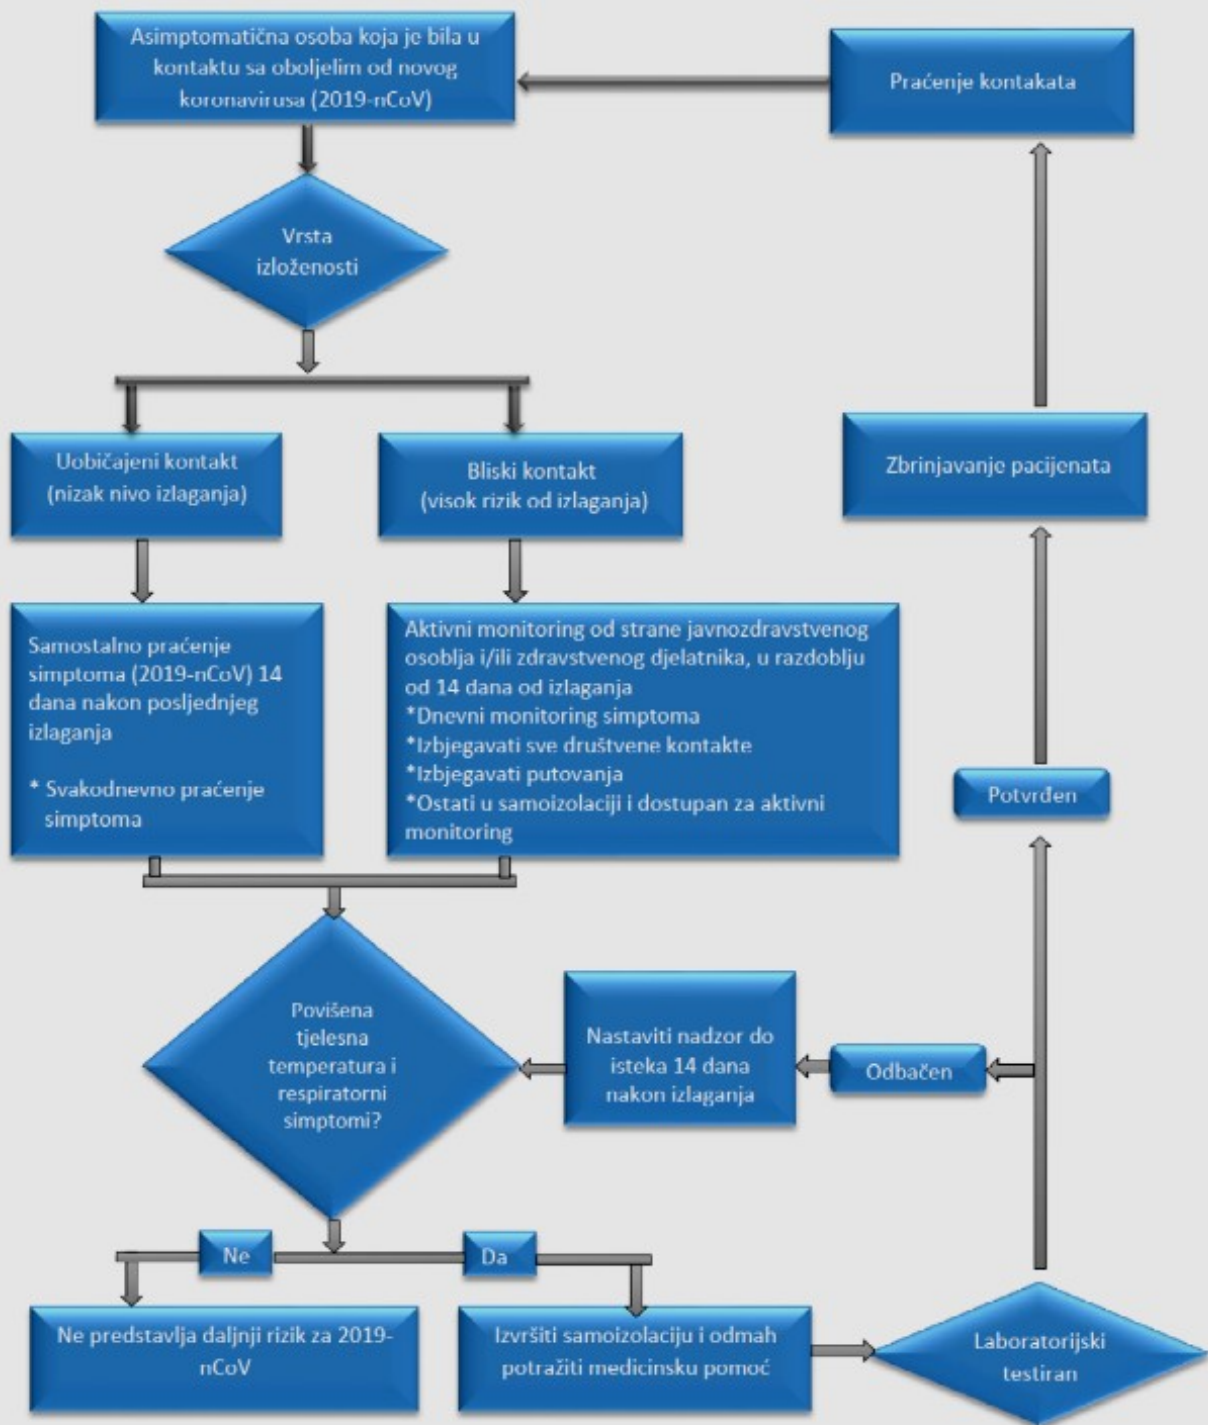 Asimptomatična osoba koja je bila u
kontaktu sa oboljelim od novog
koronavirusa (2019-nCoV)
Praćenje kontakata
Vrsta
izloženosti
Uobičajeni kontakt
(nizak nivo izlaganja)
Bliski kontakt
(visok rizik od izlaganja)
Zbrinjavanje pacijenata
Samostalno praćenje
simptoma (2019-nCoV) 14
dana nakon posljednjeg
izlaganja
* Svakodnevno praćenje
simptoma
Aktivni monitoring od strane javnozdravstvenog
osoblja i/ili zdravstvenog djelatnika, u razdoblju
od 14 dana od izlaganja
*Dnevni monitoring simptoma
*Izbjegavati sve društvene kontakte
*Izbjegavati putovanja
*Ostati u samoizolaciji i dostupan za aktivni
monitoring
Potvrđen
Povišena
tjelesna
temperatura i
respiratorni
simptomi?
Nastaviti nadzor do
isteka 14 dana
nakon izlaganja
Odbačen
Ne
Da
Ne predstavlja daljnji rizik za 2019-
nCoV
Izvršiti samoizolaciju i odmah
potražiti medicinsku pomoć
Laboratorijski
testiran